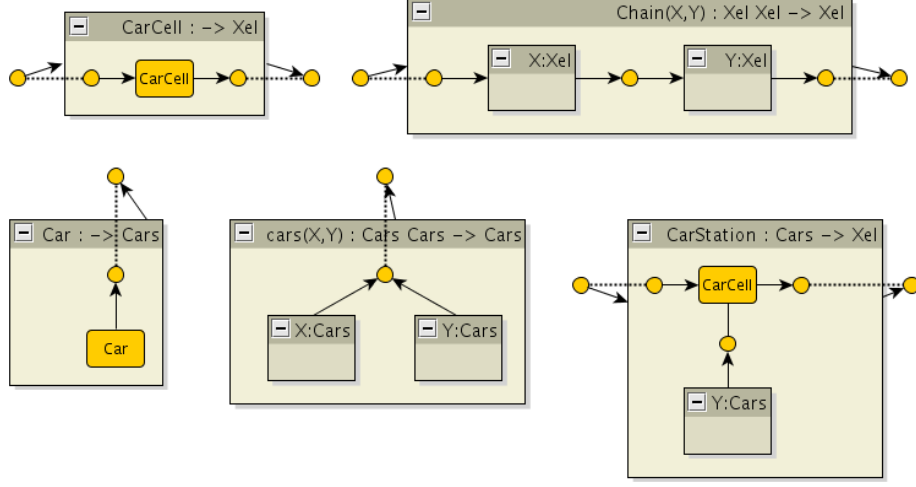 CarCell : -> Xel
CarCell
Chain(X,Y) : Xel Xel -> Xel
X:Xel
Y:Xel
Car : -> Cars
Car
cars(X,Y) : Cars Cars -> Cars
X:Cars
Y:Cars
CarStation : Cars -> Xel
CarCell
Y:Cars